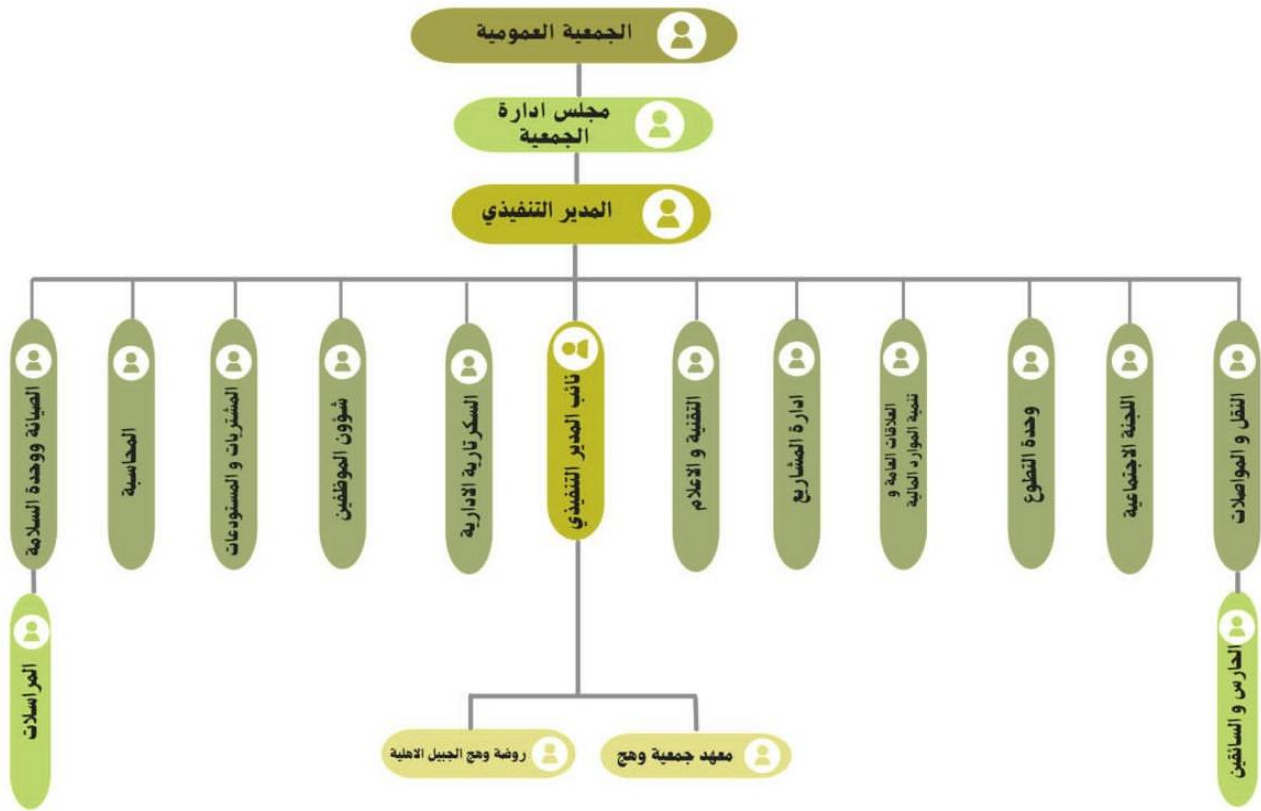 الجمعية العمومية
مجلس ادارة
الجمعية
المدير التنفيذي
النقل و المواصلات
اللجنة الاجتماعية
وحدة التطوع
العلاقات العامة و
تنمية الموارد المالية
ادارة المشاريع
التقنية و الاعلام
نائب المدير التنفيذي
السكرتارية الادارية
شؤون الموظفين
المشتريات و المستودعات
المحاسبة
الصيانة ووحدة السلامة
الحارس و السائقين
المراسلات
معهد جمعية وهج
روضة وهج الجبيل الاهلية